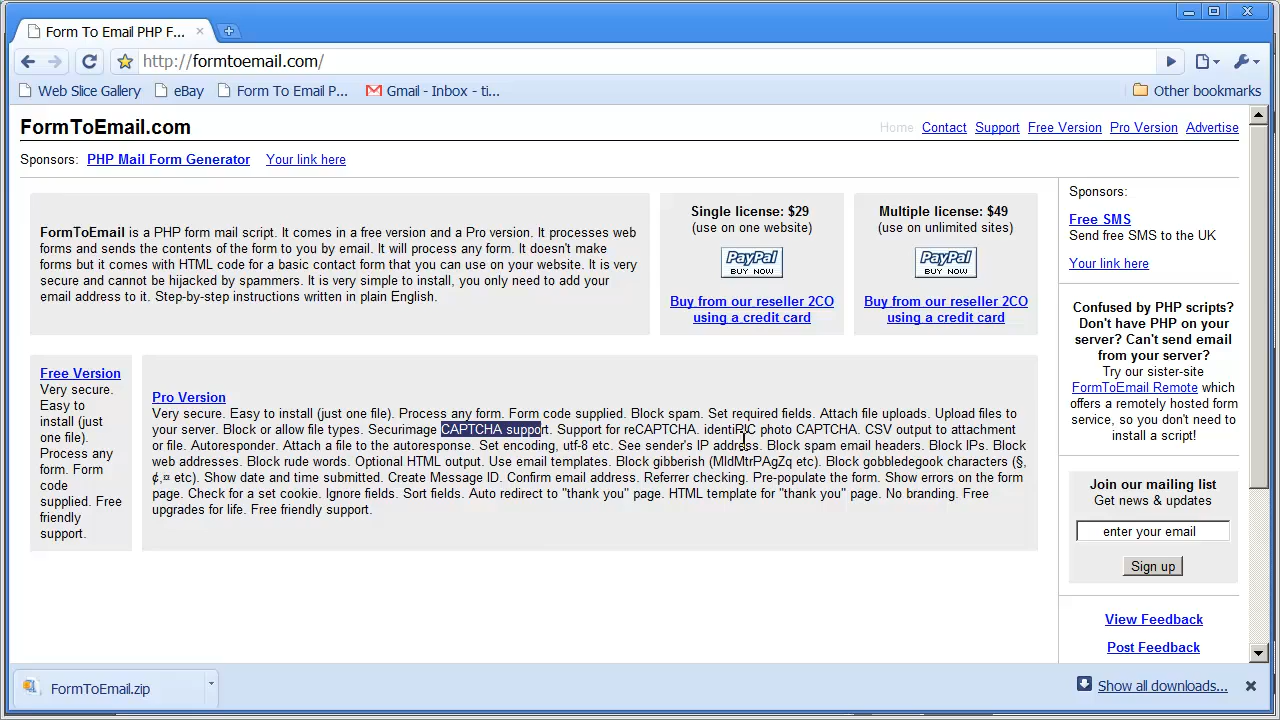 Form To Email PHP F...
http://formtoemail.com/
Web Slice Gallery eBay Form To Email P... Gmail - Inbox - ti... Other bookmarks
FormToEmail.com
Home Contact Support Free Version Pro Version Advertise
Sponsors: PHP Mail Form Generator Your link here
FormToEmail is a PHP form mail script. It comes in a free version and a Pro version. It processes web
forms and sends the contents of the form to you by email. It will process any form. It doesn't make
forms but it comes with HTML code for a basic contact form that you can use on your website. It is very
secure and cannot be hijacked by spammers. It is very simple to install, you only need to add your
email address to it. Step-by-step instructions written in plain English.
Single license: $29
(use on one website)
PayPal
BUY NOW
Buy from our reseller 2CO
using a credit card
Multiple license: $49
(use on unlimited sites)
PayPal
BUY NOW
Buy from our reseller 2CO
using a credit card
Free Version
Very secure.
Easy to
install (just
one file).
Process any
form. Form
code
supplied. Free
friendly
support.
Pro Version
Very secure. Easy to install (just one file). Process any form. Form code supplied. Block spam. Set required fields. Attach file uploads. Upload files to
your server. Block or allow file types. Securimage CAPTCHA support. Support for reCAPTCHA. identiPIC photo CAPTCHA. CSV output to attachment
or file. Autoresponder. Attach a file to the autoresponse. Set encoding, utf-8 etc. See sender's IP address. Block spam email headers. Block IPs. Block
web addresses. Block rude words. Optional HTML output. Use email templates. Block gibberish (MldMtrPAgZq etc). Block gobbledegook characters (§,
¢,¤ etc). Show date and time submitted. Create Message ID. Confirm email address. Referrer checking. Pre-populate the form. Show errors on the form
page. Check for a set cookie. Ignore fields. Sort fields. Auto redirect to "thank you" page. HTML template for "thank you" page. No branding. Free
upgrades for life. Free friendly support.
Sponsors:
Free SMS
Send free SMS to the UK
Your link here
Confused by PHP scripts?
Don't have PHP on your
server? Can't send email
from your server?
Try our sister-site
FormToEmail Remote which
offers a remotely hosted form
service, so you don't need to
install a script!
Join our mailing list
Get news & updates
enter your email
Sign up
View Feedback
Post Feedback
FormToEmail.zip
Show all downloads...